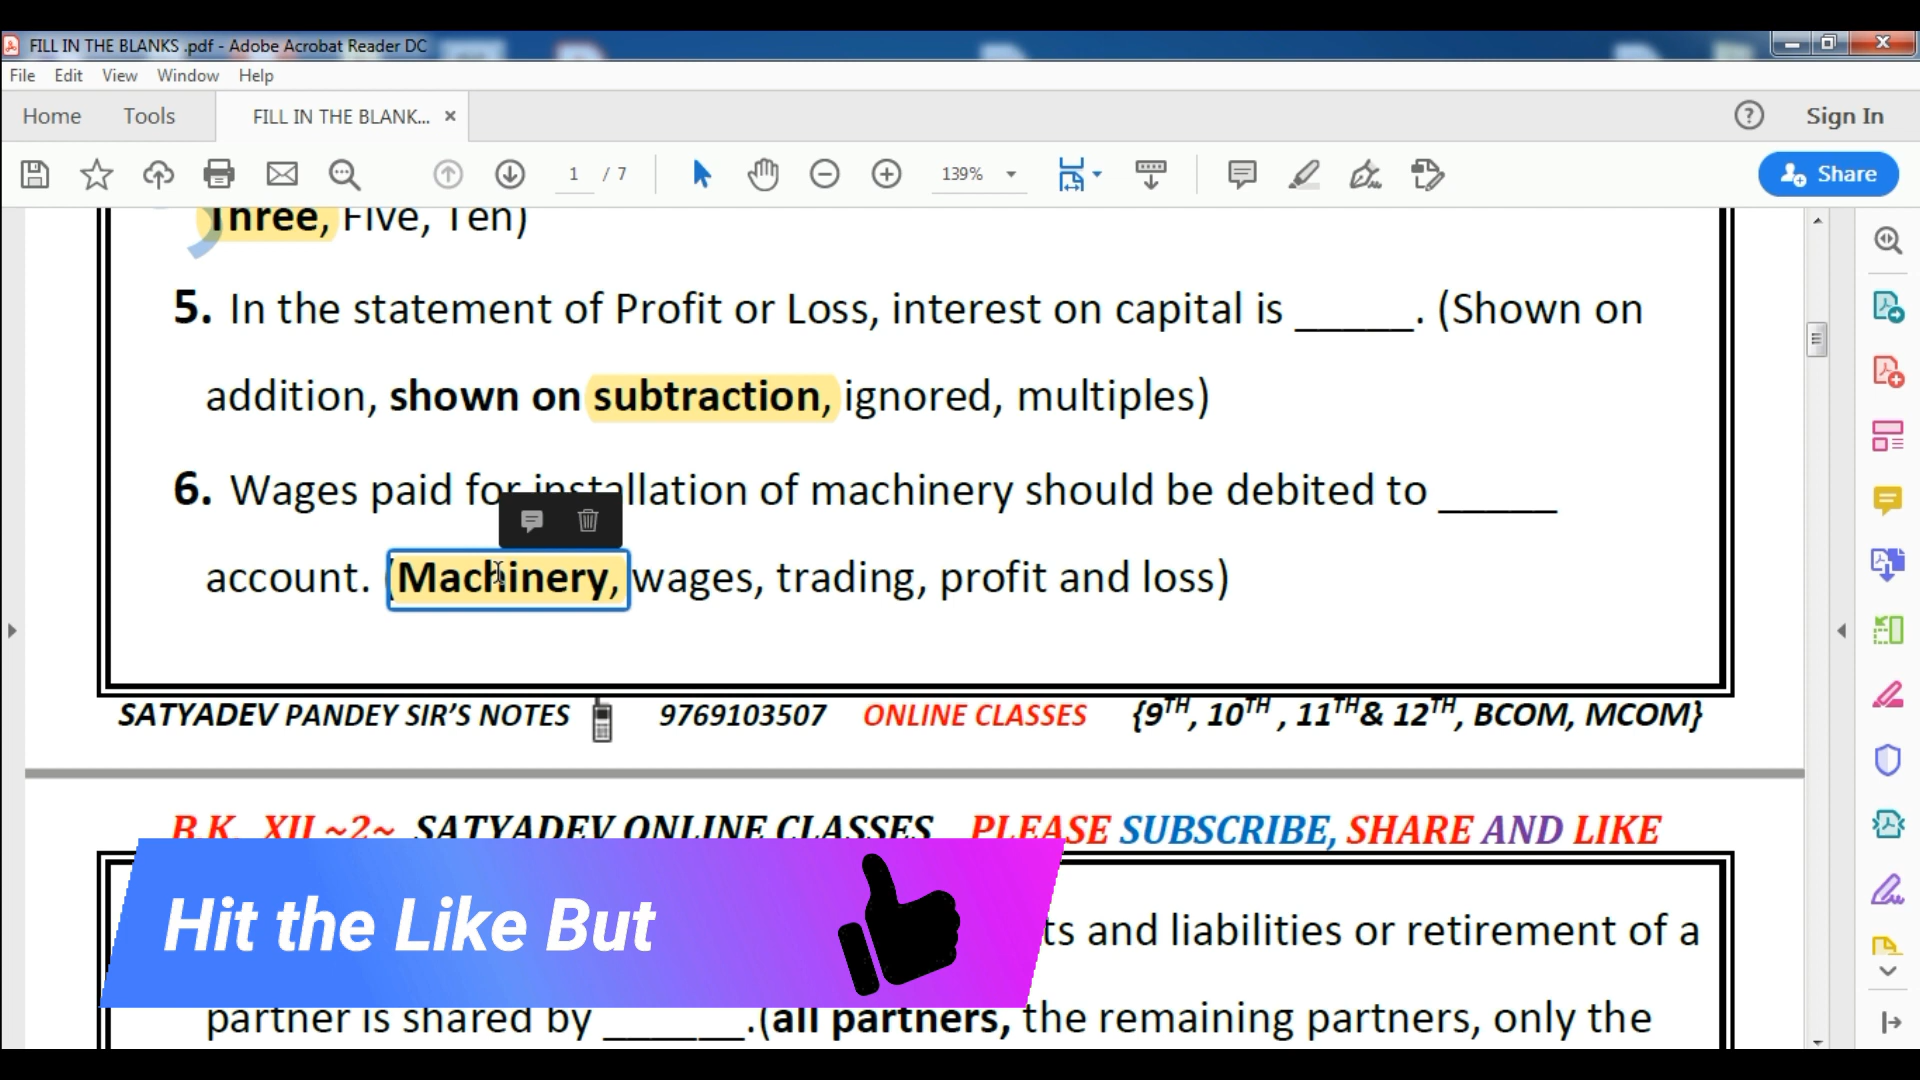 FILL IN THE BLANKS .pdf - Adobe Acrobat Reader DC
File Edit View Window Help
Home Tools FILL IN THE BLANK... × ? Sign In
1 / 7 139% Share
Three, Five, Ten)
5. In the statement of Profit or Loss, interest on capital is _____. (Shown on
addition, shown on subtraction, ignored, multiples)
6. Wages paid for installation of machinery should be debited to _____
account. (Machinery, wages, trading, profit and loss)
SATYADEV PANDEY SIR'S NOTES 9769103507 ONLINE CLASSES {9TH, 10TH , 11TH& 12TH, BCOM, MCOM}
B.K. XII ~2~ SATYADEV ONLINE CLASSES PLEASE SUBSCRIBE, SHARE AND LIKE
Hit the Like But
ts and liabilities or retirement of a
partner is shared by ______.(all partners, the remaining partners, only the